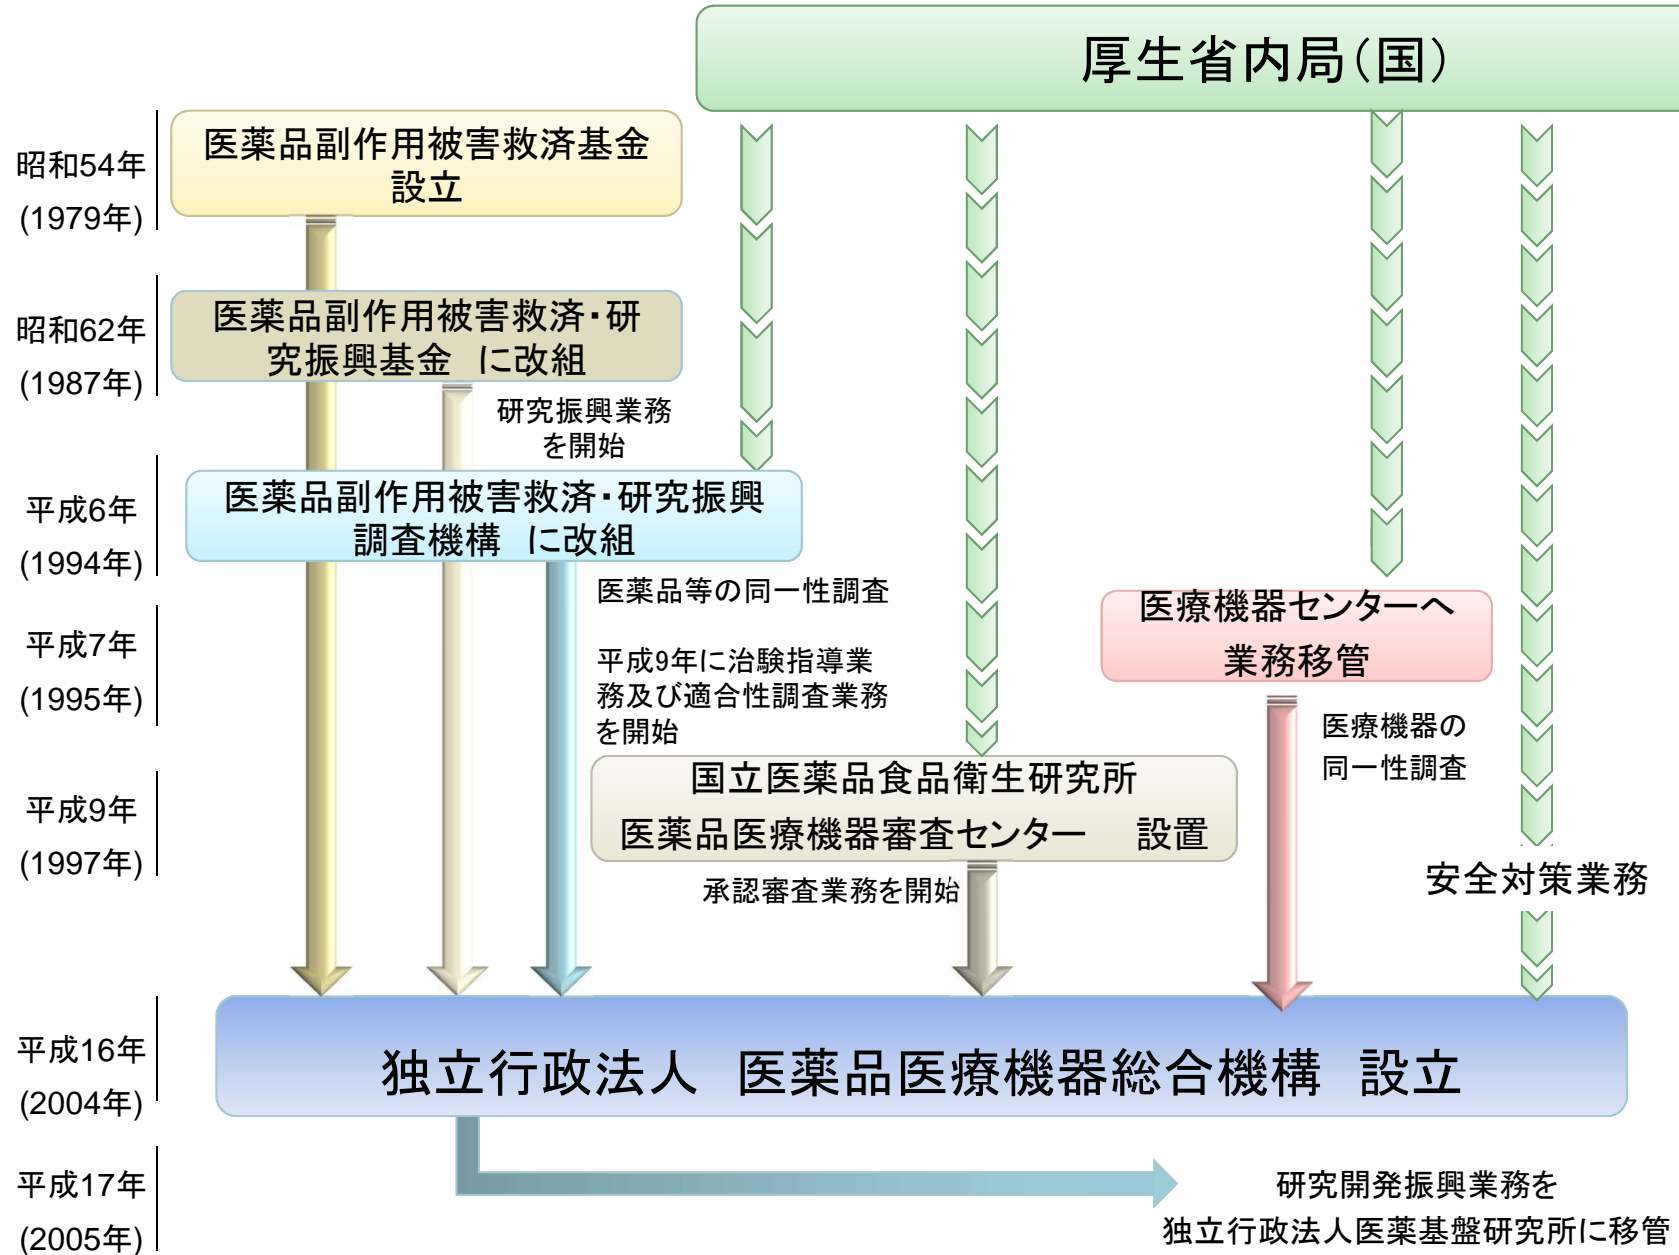 厚生省内局（国）
昭和54年
(1979年)
医薬品副作用被害救済基金
設立
昭和62年
(1987年)
医薬品副作用被害救済・研
究振興基金　に改組
研究振興業務
を開始
平成6年
(1994年)
医薬品副作用被害救済・研究振興
調査機構　に改組
医薬品等の同一性調査
平成7年
(1995年)
平成9年に治験指導業
務及び適合性調査業務
を開始
医療機器センターへ
業務移管
医療機器の
同一性調査
平成9年
(1997年)
国立医薬品食品衛生研究所
医薬品医療機器審査センター　設置
承認審査業務を開始
安全対策業務
平成16年
(2004年)
独立行政法人　医薬品医療機器総合機構　設立
平成17年
(2005年)
研究開発振興業務を
独立行政法人医薬基盤研究所に移管